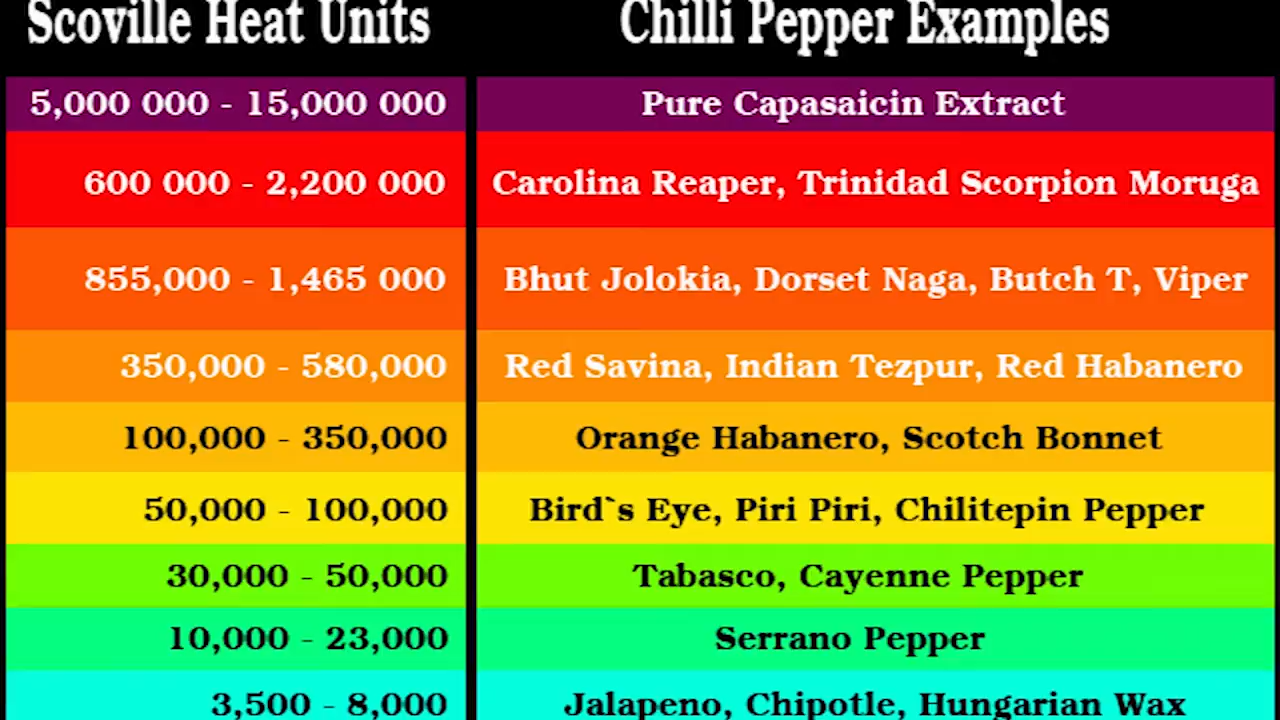 Scoville Heat Units Chilli Pepper Examples
5,000 000 - 15,000 000 Pure Capasaicin Extract
600 000 - 2,200 000 Carolina Reaper, Trinidad Scorpion Moruga
855,000 - 1,465 000 Bhut Jolokia, Dorset Naga, Butch T, Viper
350,000 - 580,000 Red Savina, Indian Tezpur, Red Habanero
100,000 - 350,000 Orange Habanero, Scotch Bonnet
50,000 - 100,000 Bird`s Eye, Piri Piri, Chilitepin Pepper
30,000 - 50,000 Tabasco, Cayenne Pepper
10,000 - 23,000 Serrano Pepper
3,500 - 8,000 Jalapeno, Chipotle, Hungarian Wax